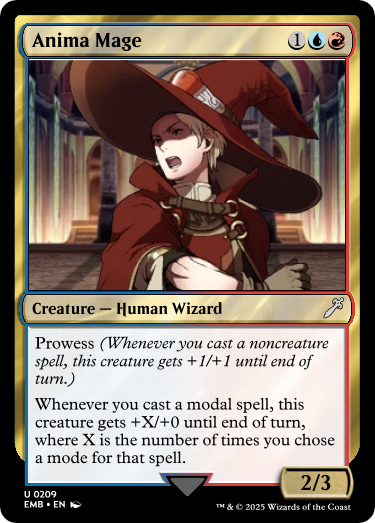 Anima Mage 1
Creature — Human Wizard
Prowess (Whenever you cast a noncreature
spell, this creature gets +1/+1 until end of
turn.)
Whenever you cast a modal spell, this
creature gets +X/+0 until end of turn,
where X is the number of times you chose
a mode for that spell.
2/3
U 0209
EMB • EN
™ & © 2025 Wizards of the Coast